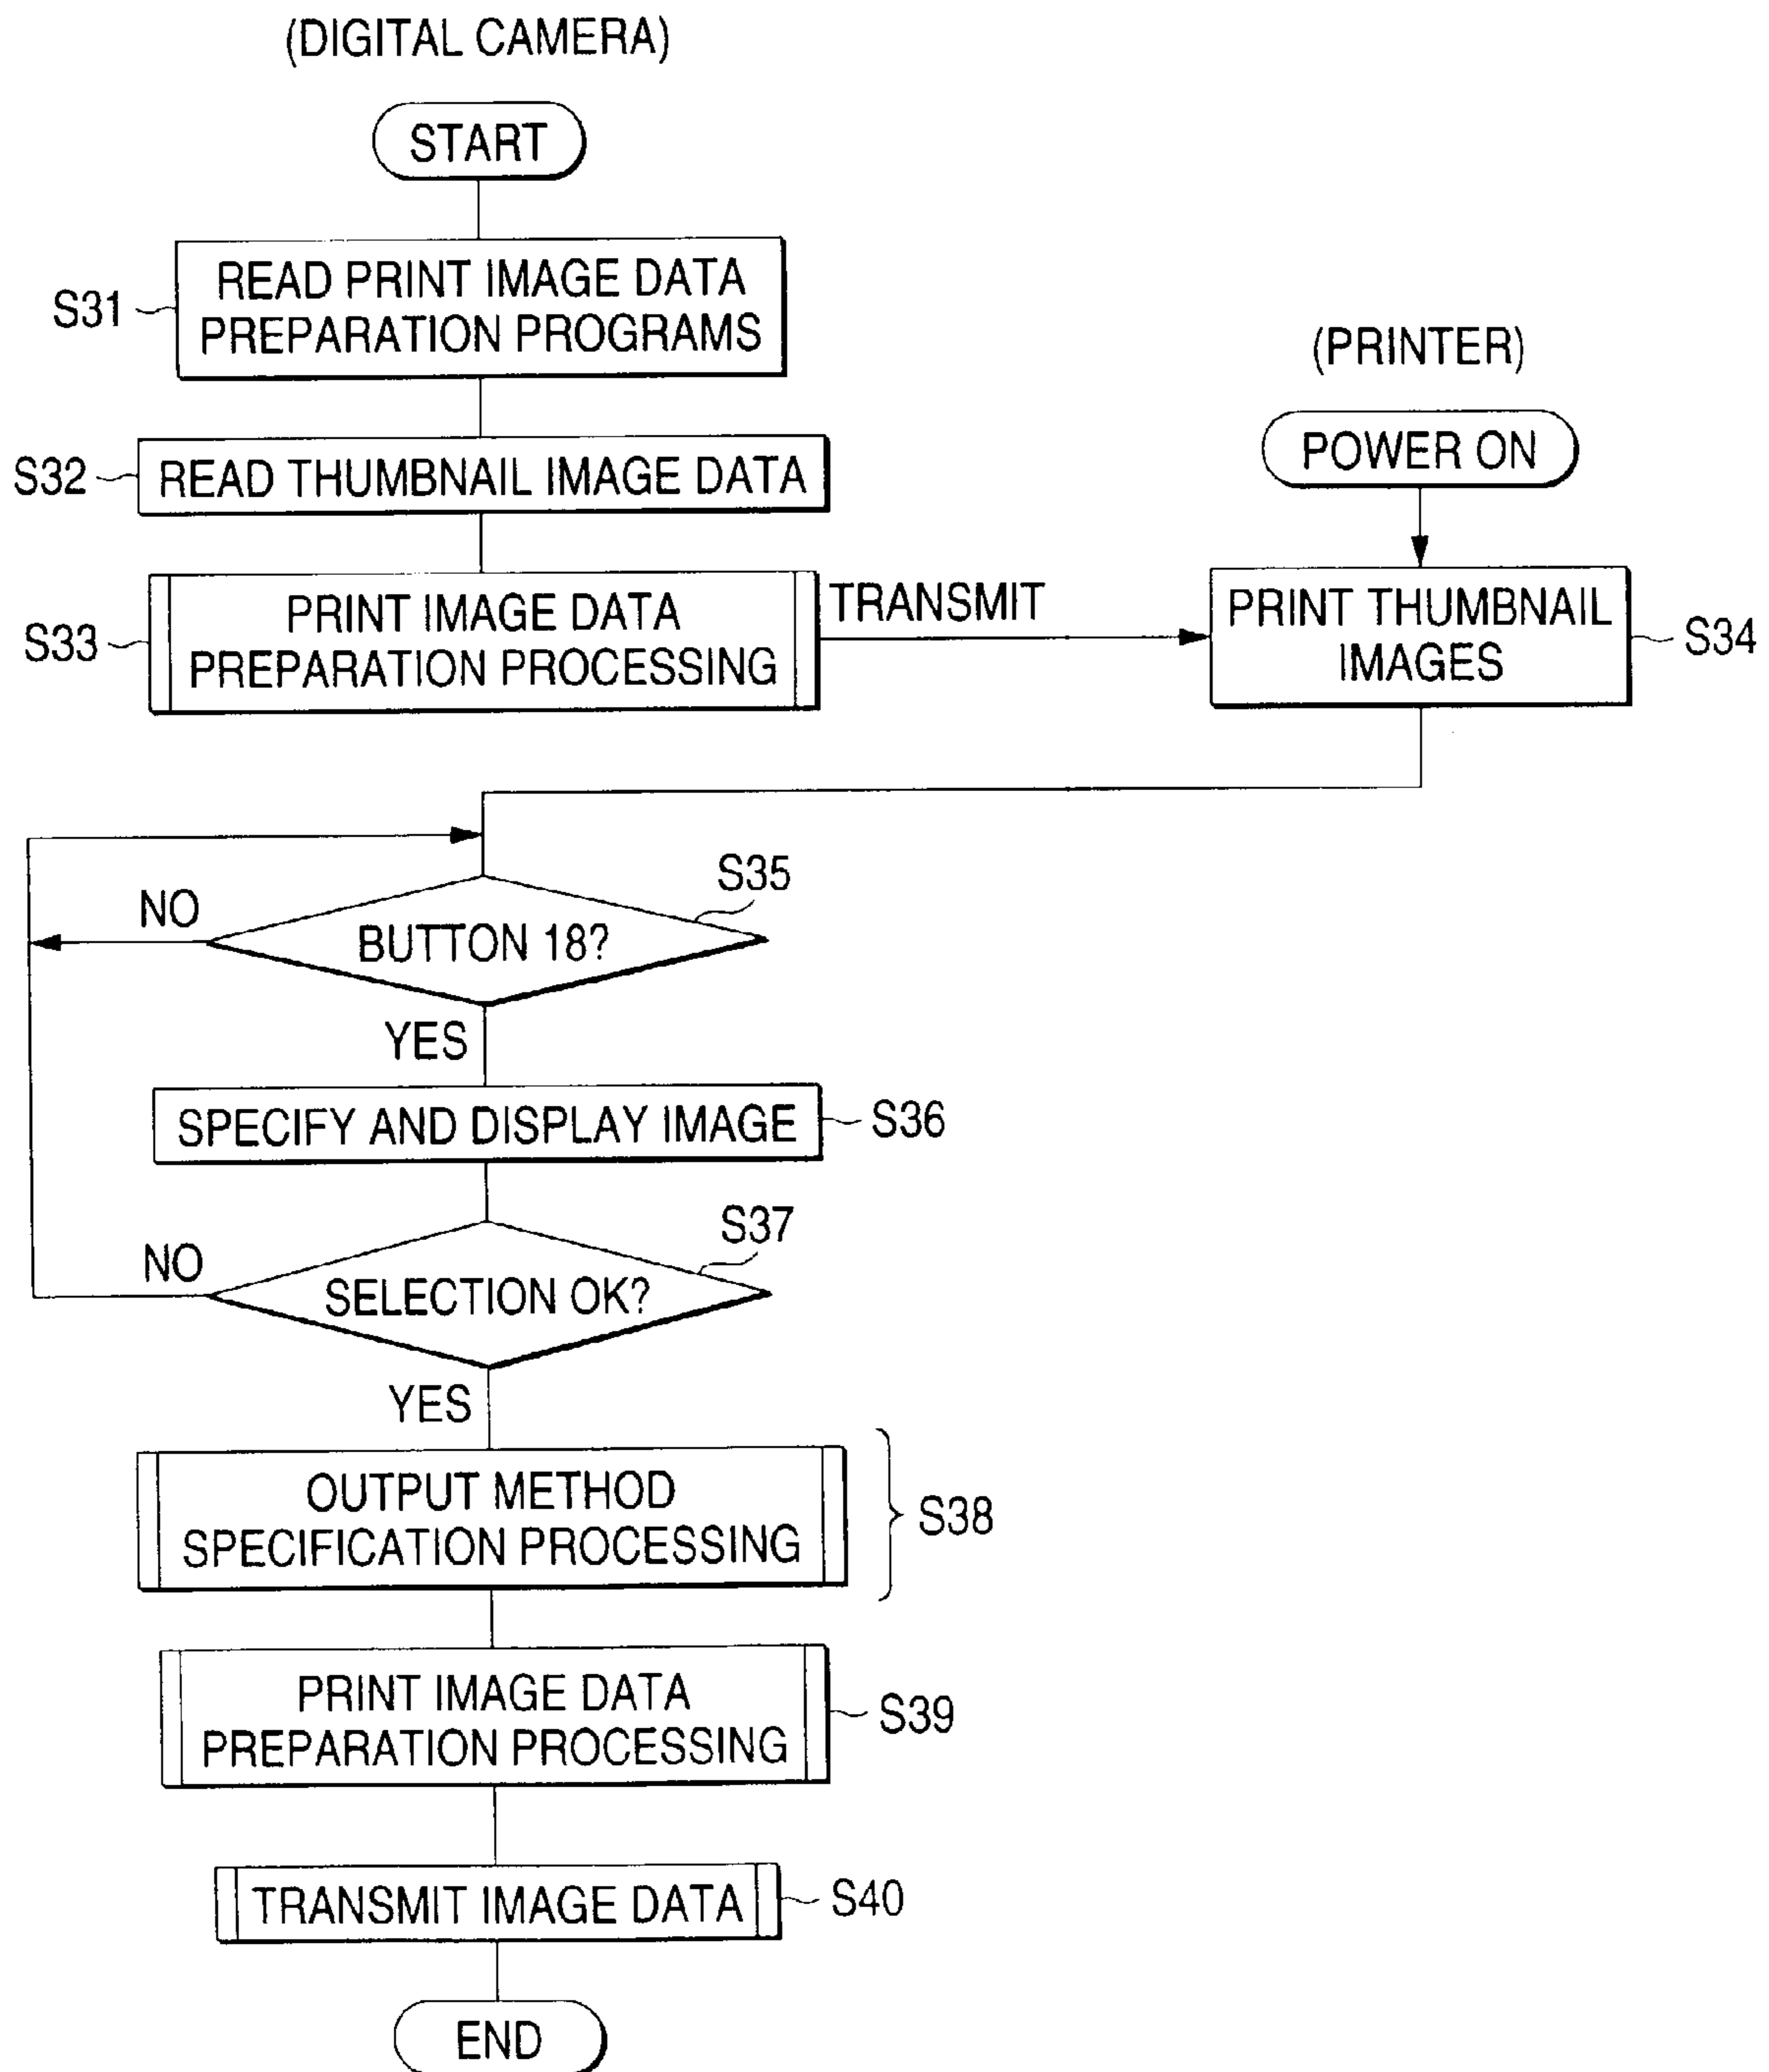 (DIGITAL CAMERA)
START
S31
READ PRINT IMAGE DATA
PREPARATION PROGRAMS
(PRINTER)
POWER ON
S32
READ THUMBNAIL IMAGE DATA
S33
PRINT IMAGE DATA
PREPARATION PROCESSING
TRANSMIT
PRINT THUMBNAIL
IMAGES
S34
S35
NO
BUTTON 18?
YES
SPECIFY AND DISPLAY IMAGE
S36
S37
NO
SELECTION OK?
YES
OUTPUT METHOD
SPECIFICATION PROCESSING
S38
PRINT IMAGE DATA
PREPARATION PROCESSING
S39
TRANSMIT IMAGE DATA
S40
END